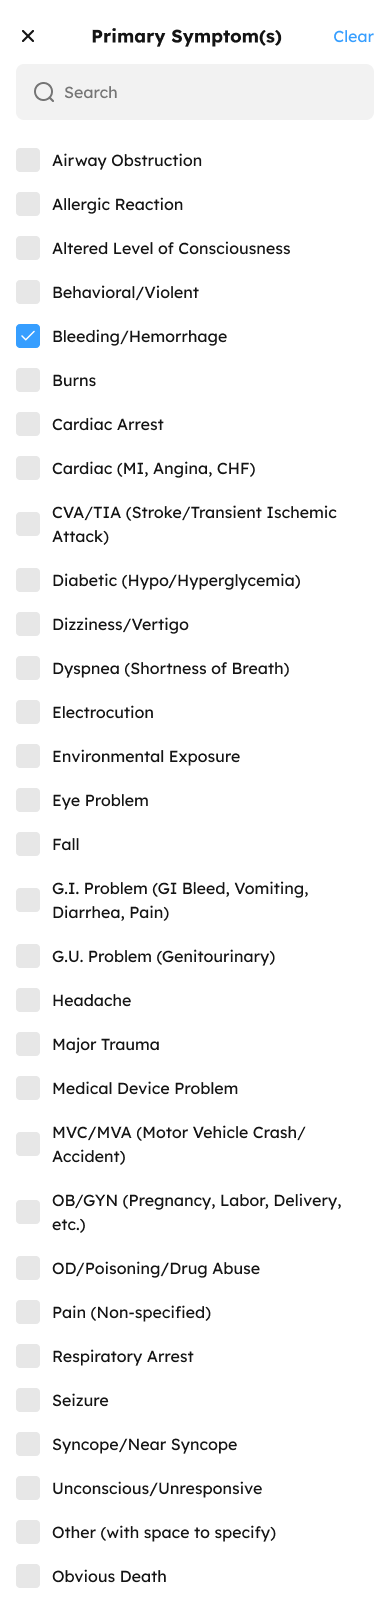 Primary Symptom(s)
Clear
Search
Airway Obstruction
Allergic Reaction
Altered Level of Consciousness
Behavioral/Violent
Bleeding/Hemorrhage
Burns
Cardiac Arrest
Cardiac (MI, Angina, CHF)
CVA/TIA (Stroke/Transient Ischemic
Attack)
Diabetic (Hypo/Hyperglycemia)
Dizziness/Vertigo
Dyspnea (Shortness of Breath)
Electrocution
Environmental Exposure
Eye Problem
Fall
G.I. Problem (GI Bleed, Vomiting,
Diarrhea, Pain)
G.U. Problem (Genitourinary)
Headache
Major Trauma
Medical Device Problem
MVC/MVA (Motor Vehicle Crash/
Accident)
OB/GYN (Pregnancy, Labor, Delivery,
etc.)
OD/Poisoning/Drug Abuse
Pain (Non-specified)
Respiratory Arrest
Seizure
Syncope/Near Syncope
Unconscious/Unresponsive
Other (with space to specify)
Obvious Death